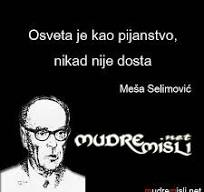 Osveta je kao pijanstvo,
nikad nije dosta
Meša Selimović
MUDRE.net
MISLI
mudremisli.net